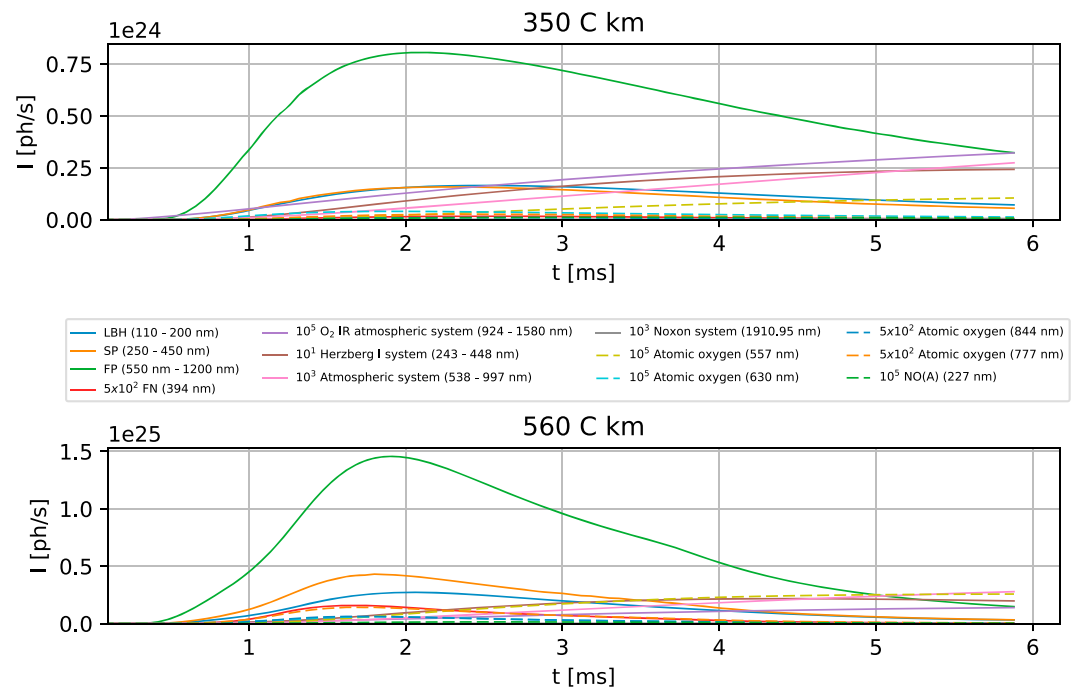 350 C km
1e24
0.75
0.50
0.25
0.00
I [ph/s]
1 2 3 4 5 6
t [ms]
LBH (110 - 200 nm)
SP (250 - 450 nm)
FP (550 nm - 1200 nm)
5x10² FN (394 nm)
10⁵ O₂ IR atmospheric system (924 - 1580 nm)
10¹ Herzberg I system (243 - 448 nm)
10³ Atmospheric system (538 - 997 nm)
10³ Noxon system (1910,95 nm)
10⁵ Atomic oxygen (557 nm)
10⁵ Atomic oxygen (630 nm)
5x10² Atomic oxygen (844 nm)
5x10² Atomic oxygen (777 nm)
10⁵ NO(A) (227 nm)
560 C km
1e25
1.5
1.0
0.5
0.0
I [ph/s]
1 2 3 4 5 6
t [ms]